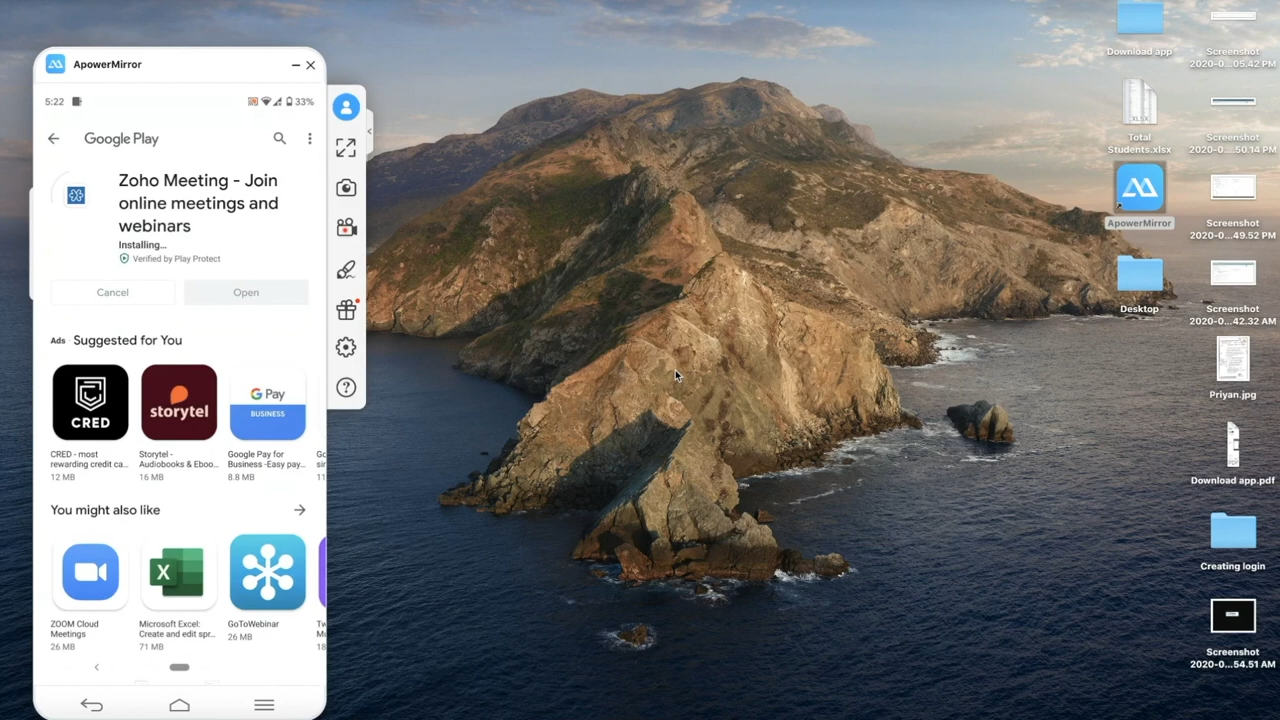 ApowerMirror
5:22
33%
Google Play
Zoho Meeting - Join
online meetings and
webinars
Installing...
Verified by Play Protect
Cancel
Open
Ads Suggested for You
CRED
storytel
G Pay
BUSINESS
CRED - most
rewarding credit ca...
12 MB
Storytel -
Audiobooks & Eboo...
16 MB
Google Pay for
Business -Easy pay...
8.8 MB
You might also like
ZOOM Cloud
Meetings
26 MB
Microsoft Excel:
Create and edit spr...
71 MB
GoToWebinar
26 MB
Download app
Total
Students.xlsx
ApowerMirror
Desktop
Screenshot
2020-0...05.42 PM
Screenshot
2020-0...50.14 PM
Screenshot
2020-0...49.52 PM
Screenshot
2020-0...42.32 AM
Priyan.jpg
Download app.pdf
Creating login
Screenshot
2020-0...54.51 AM